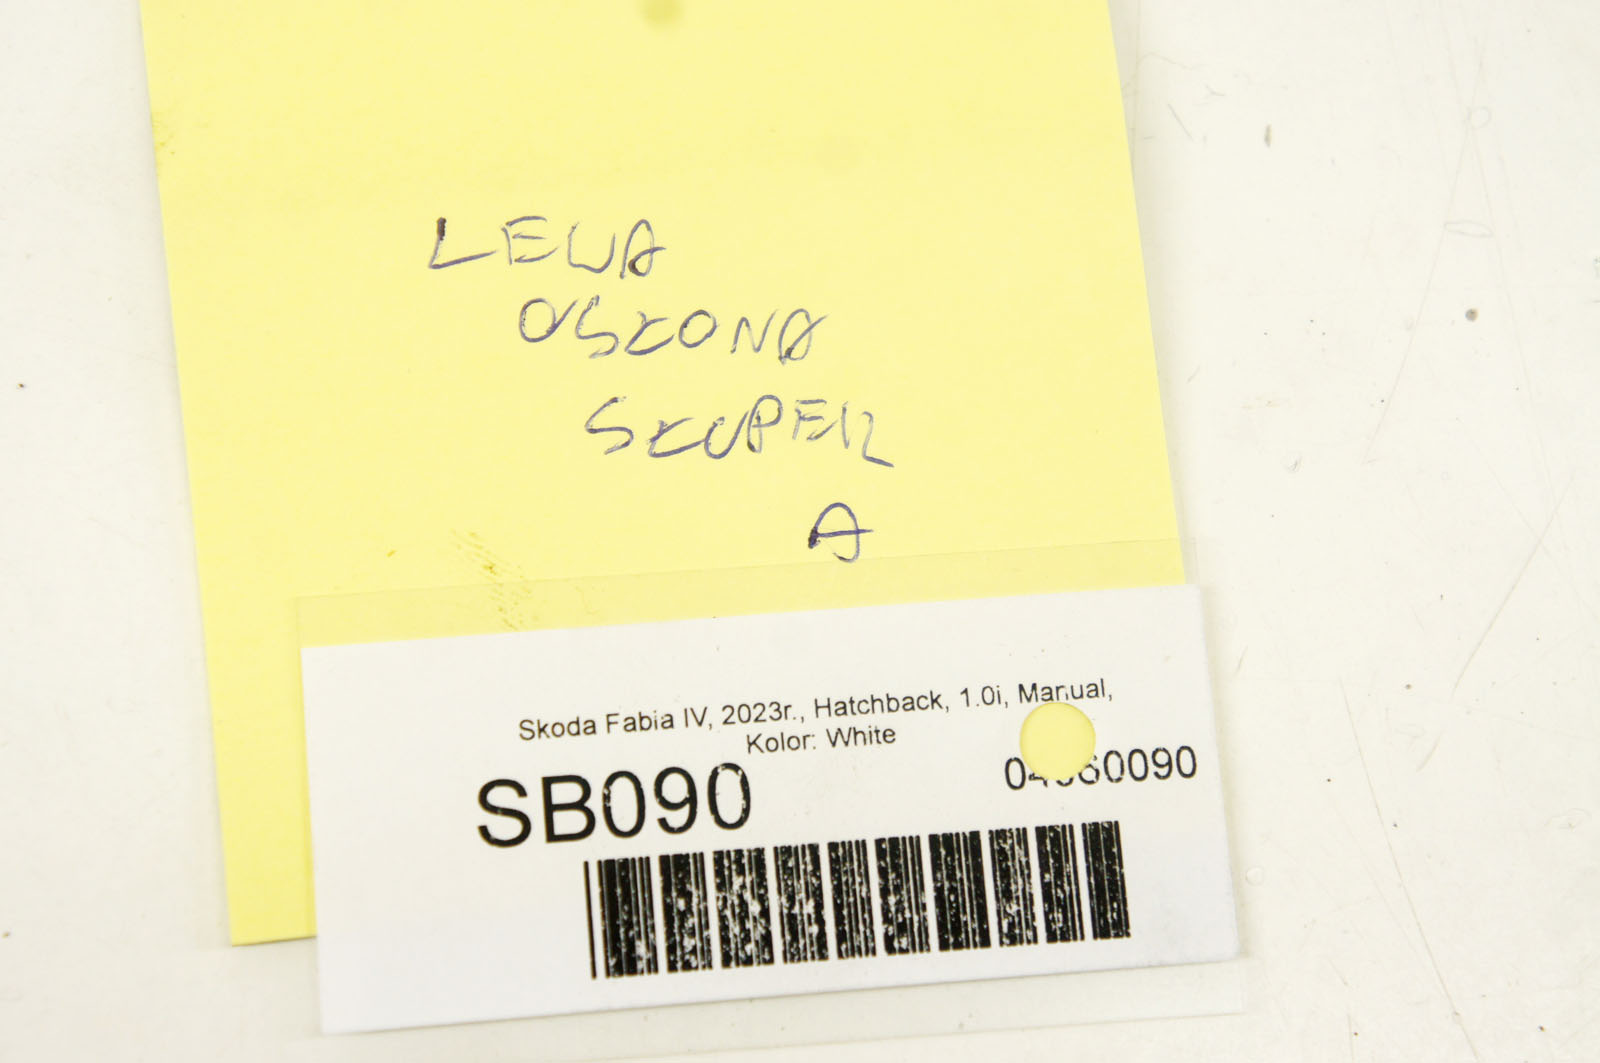 LEWA
OSŁONA
SŁUPEK
A
Skoda Fabia IV, 2023r., Hatchback, 1.0i, Manual,
Kolor: White
SB090